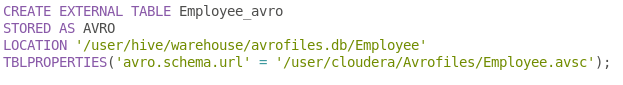 CREATE EXTERNAL TABLE Employee_avro
STORED AS AVRO
LOCATION '/user/hive/warehouse/avrofiles.db/Employee'
TBLPROPERTIES('avro.schema.url' = '/user/cloudera/Avrofiles/Employee.avsc');